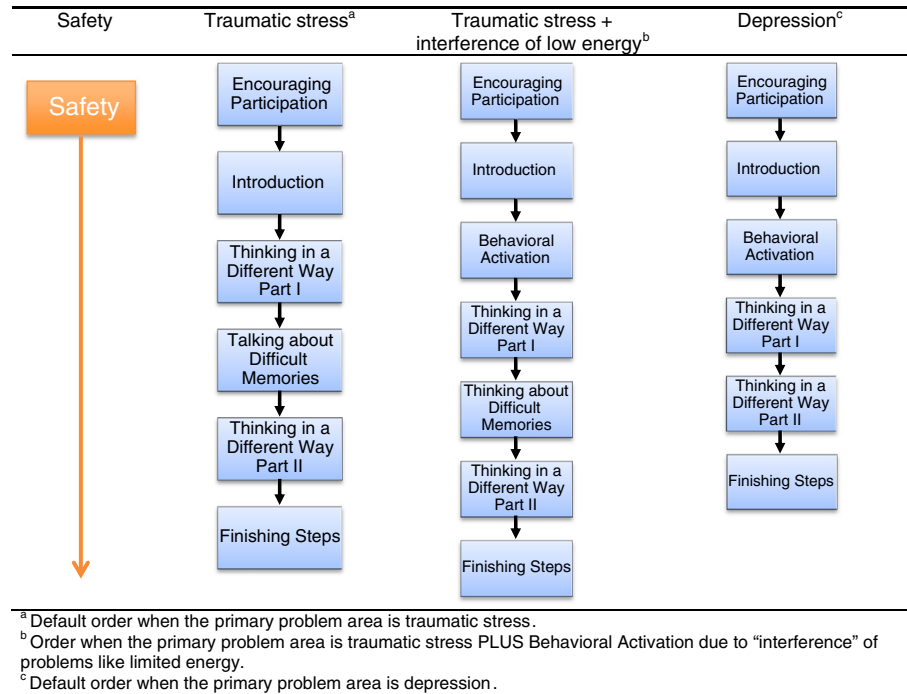 Safety
Traumatic stressa
Traumatic stress +
interference of low energyb
Depressionc
Safety
Encouraging
Participation
Introduction
Thinking in a
Different Way
Part I
Talking about
Difficult
Memories
Thinking in a
Different Way
Part II
Finishing Steps
Encouraging
Participation
Introduction
Behavioral
Activation
Thinking in a
Different Way
Part I
Thinking about
Difficult
Memories
Thinking in a
Different Way
Part II
Finishing Steps
Encouraging
Participation
Introduction
Behavioral
Activation
Thinking in a
Different Way
Part I
Thinking in a
Different Way
Part II
Finishing Steps
a Default order when the primary problem area is traumatic stress.
b Order when the primary problem area is traumatic stress PLUS Behavioral Activation due to “interference” of
problems like limited energy.
c Default order when the primary problem area is depression.